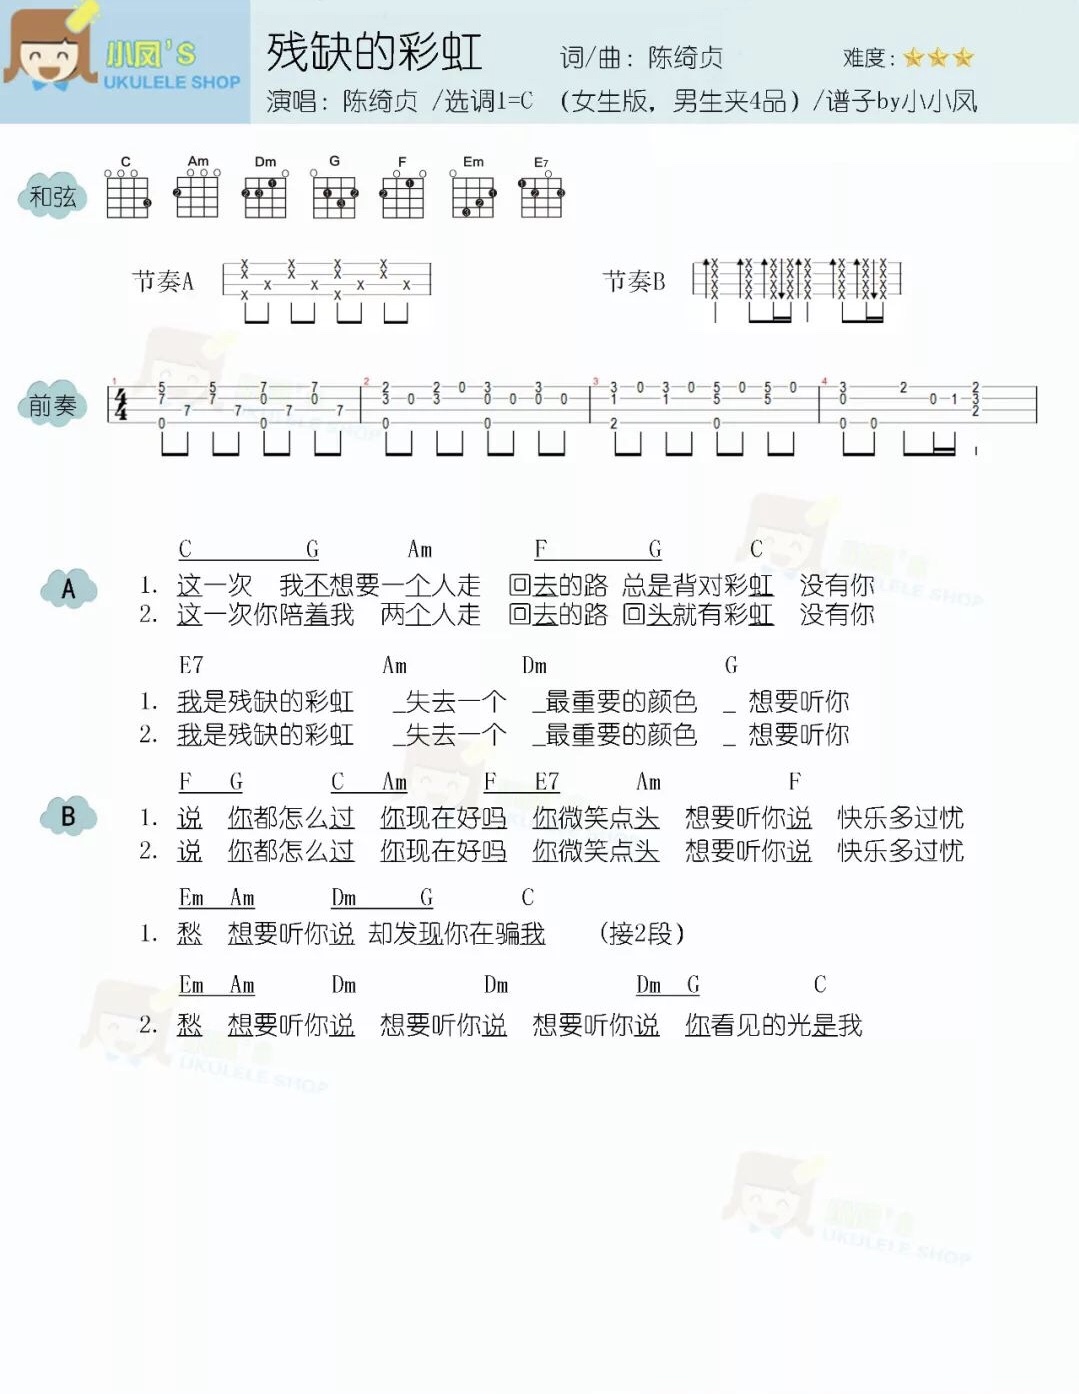 小凤'S
UKULELE SHOP
残缺的彩虹
词/曲：陈绮贞
难度：
演唱：陈绮贞 /选调1=C （女生版，男生夹4品）/谱子by小小凤
和弦
C Am Dm G F Em E7
节奏A
节奏B
前奏
C G Am F G C
A
1. 这一次 我不想要一个人走 回去的路 总是背对彩虹 没有你
2. 这一次你陪着我 两个人走 回去的路 回头就有彩虹 没有你
E7 Am Dm G
1. 我是残缺的彩虹 _失去一个 _最重要的颜色 _ 想要听你
2. 我是残缺的彩虹 _失去一个 _最重要的颜色 _ 想要听你
F G C Am F E7 Am F
B
1. 说 你都怎么过 你现在好吗 你微笑点头 想要听你说 快乐多过忧
2. 说 你都怎么过 你现在好吗 你微笑点头 想要听你说 快乐多过忧
Em Am Dm G C
1. 愁 想要听你说 却发现你在骗我 （接2段）
Em Am Dm Dm Dm G C
2. 愁 想要听你说 想要听你说 想要听你说 你看见的光是我